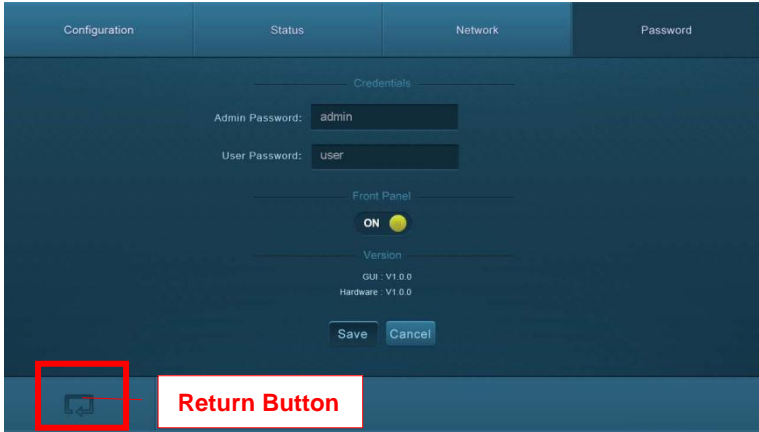 Configuration Status Network Password
Credentials
Admin Password: admin
User Password: user
Front Panel
ON
Version
GUI : V1.0.0
Hardware : V1.0.0
Save Cancel
Return Button